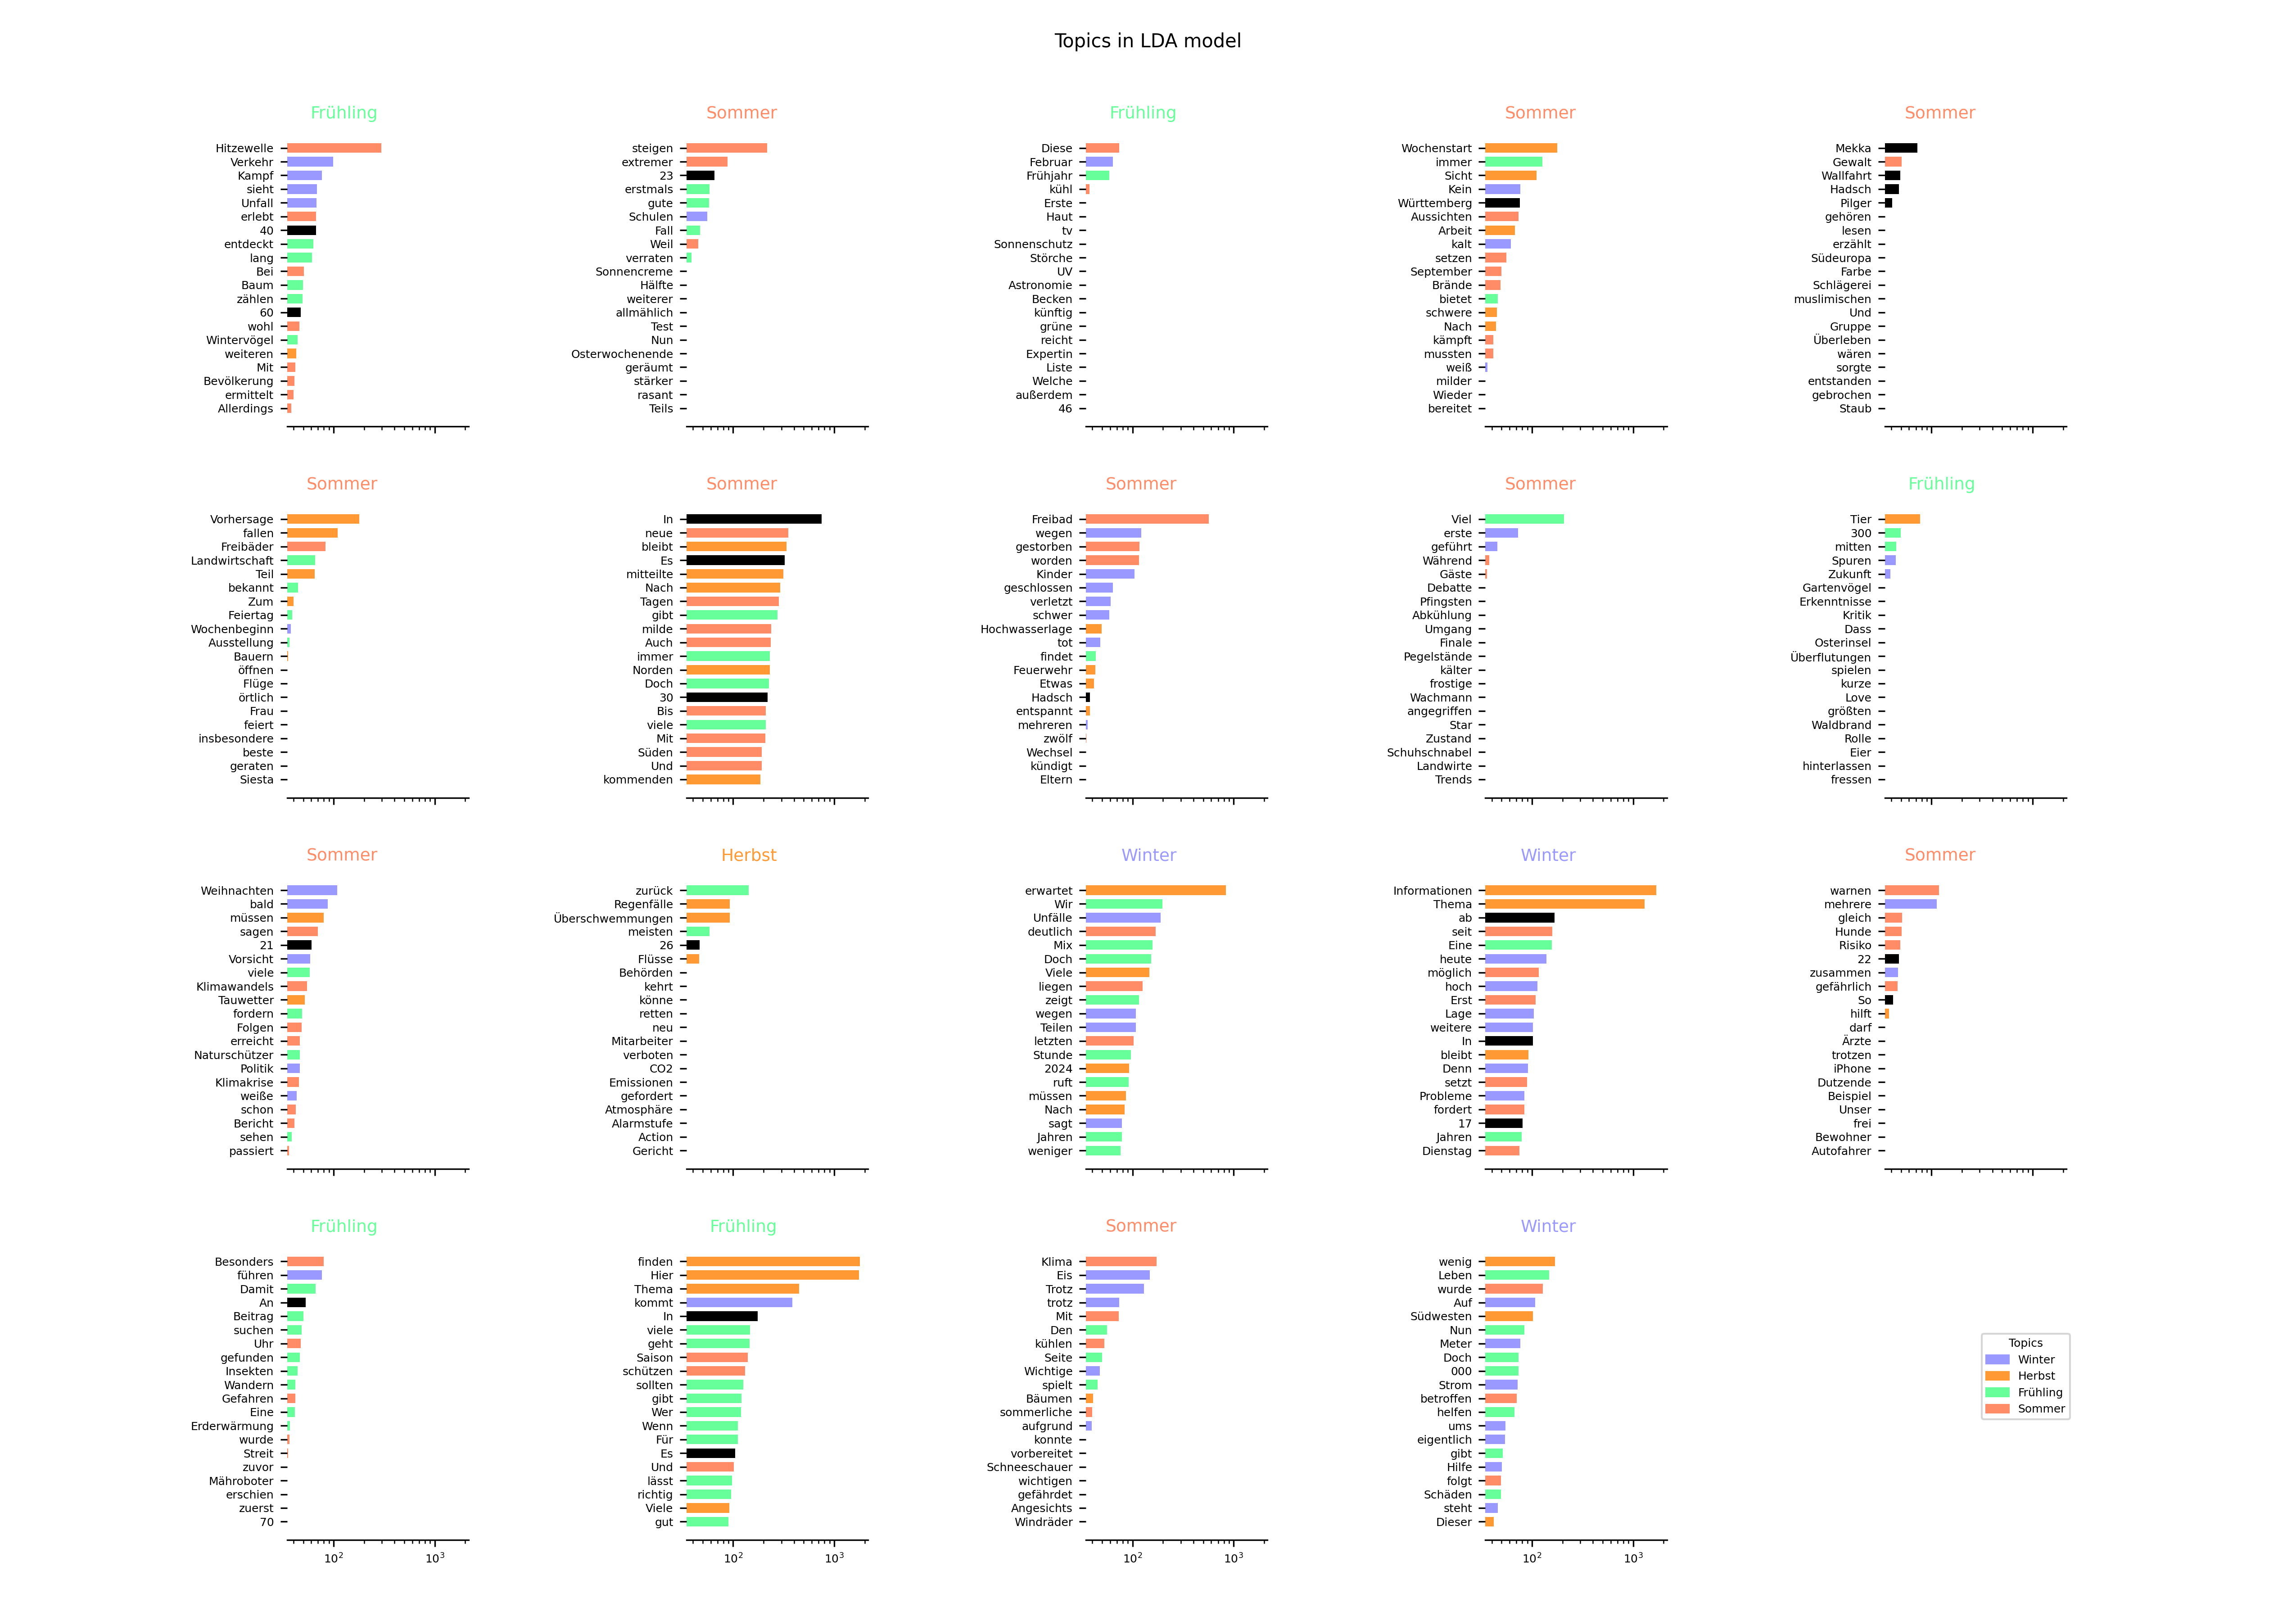 Topics in LDA model
Frühling
Hitzewelle
Verkehr
Kampf
sieht
Unfall
erlebt
40
entdeckt
lang
Bei
Baum
zählen
60
wohl
Wintervögel
weiteren
Mit
Bevölkerung
ermittelt
Allerdings
Sommer
steigen
extremer
23
erstmals
gute
Schulen
Fall
Weil
verraten
Sonnencreme
Hälfte
weiterer
allmählich
Test
Nun
Osterwochenende
geräumt
stärker
rasant
Teils
Frühling
Diese
Februar
Frühjahr
kühl
Erste
Haut
tv
Sonnenschutz
Störche
UV
Astronomie
Becken
künftig
grüne
reicht
Expertin
Liste
Welche
außerdem
46
Sommer
Wochenstart
immer
Sicht
Kein
Württemberg
Aussichten
Arbeit
kalt
setzen
September
Brände
bietet
schwere
Nach
kämpft
mussten
weiß
milder
Wieder
bereitet
Sommer
Mekka
Gewalt
Wallfahrt
Hadsch
Pilger
gehören
lesen
erzählt
Südeuropa
Farbe
Schlägerei
muslimischen
Und
Gruppe
Überleben
wären
sorgte
entstanden
gebrochen
Staub
Sommer
Vorhersage
fallen
Freibäder
Landwirtschaft
Teil
bekannt
Zum
Feiertag
Wochenbeginn
Ausstellung
Bauern
öffnen
Flüge
örtlich
Frau
feiert
insbesondere
beste
geraten
Siesta
Sommer
In
neue
bleibt
Es
mitteilte
Nach
Tagen
gibt
milde
Auch
immer
Norden
Doch
30
Bis
viele
Mit
Süden
Und
kommenden
Sommer
Freibad
wegen
gestorben
worden
Kinder
geschlossen
verletzt
schwer
Hochwasserlage
tot
findet
Feuerwehr
Etwas
Hadsch
entspannt
mehreren
zwölf
Wechsel
kündigt
Eltern
Sommer
Viel
erste
geführt
Während
Gäste
Debatte
Pfingsten
Abkühlung
Umgang
Finale
Pegelstände
kälter
frostige
Wachmann
angegriffen
Star
Zustand
Schuhschnabel
Landwirte
Trends
Frühling
Tier
300
mitten
Spuren
Zukunft
Gartenvögel
Erkenntnisse
Kritik
Dass
Osterinsel
Überflutungen
spielen
kurze
Love
größten
Waldbrand
Rolle
Eier
hinterlassen
fressen
Sommer
Weihnachten
bald
müssen
sagen
21
Vorsicht
viele
Klimawandels
Tauwetter
fordern
Folgen
erreicht
Naturschützer
Politik
Klimakrise
weiße
schon
Bericht
sehen
passiert
Herbst
zurück
Regenfälle
Überschwemmungen
meisten
26
Flüsse
Behörden
kehrt
könne
retten
neu
Mitarbeiter
verboten
CO2
Emissionen
gefordert
Atmosphäre
Alarmstufe
Action
Gericht
Winter
erwartet
Wir
Unfälle
deutlich
Mix
Doch
Viele
liegen
zeigt
wegen
Teilen
letzten
Stunde
2024
ruft
müssen
Nach
sagt
Jahren
weniger
Winter
Informationen
Thema
ab
seit
Eine
heute
möglich
hoch
Erst
Lage
weitere
In
bleibt
Denn
setzt
Probleme
fordert
17
Jahren
Dienstag
Sommer
warnen
mehrere
gleich
Hunde
Risiko
22
zusammen
gefährlich
So
hilft
darf
Ärzte
trotzen
iPhone
Dutzende
Beispiel
Unser
frei
Bewohner
Autofahrer
Frühling
Besonders
führen
Damit
An
Beitrag
suchen
Uhr
gefunden
Insekten
Wandern
Gefahren
Eine
Erderwärmung
wurde
Streit
zuvor
Mähroboter
erschien
zuerst
70
10² 10³
Frühling
finden
Hier
Thema
kommt
In
viele
geht
Saison
schützen
sollten
gibt
Wer
Wenn
Für
Es
Und
lässt
richtig
Viele
gut
10² 10³
Sommer
Klima
Eis
Trotz
trotz
Mit
Den
kühlen
Seite
Wichtige
spielt
Bäumen
sommerliche
aufgrund
konnte
vorbereitet
Schneeschauer
wichtigen
gefährdet
Angesichts
Windräder
10² 10³
Winter
wenig
Leben
wurde
Auf
Südwesten
Nun
Meter
Doch
000
Strom
betroffen
helfen
ums
eigentlich
gibt
Hilfe
folgt
Schäden
steht
Dieser
10² 10³
Topics
Winter
Herbst
Frühling
Sommer